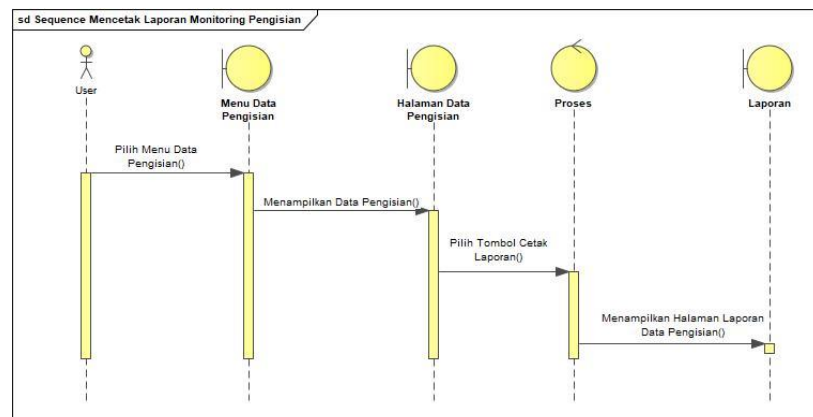 sd Sequence Mencetak Laporan Monitoring Pengisian
User
Menu Data
Pengisian
Halaman Data
Pengisian
Proses
Laporan
Pilih Menu Data
Pengisian()
Menampilkan Data Pengisian()
Pilih Tombol Cetak
Laporan()
Menampilkan Halaman Laporan
Data Pengisian()